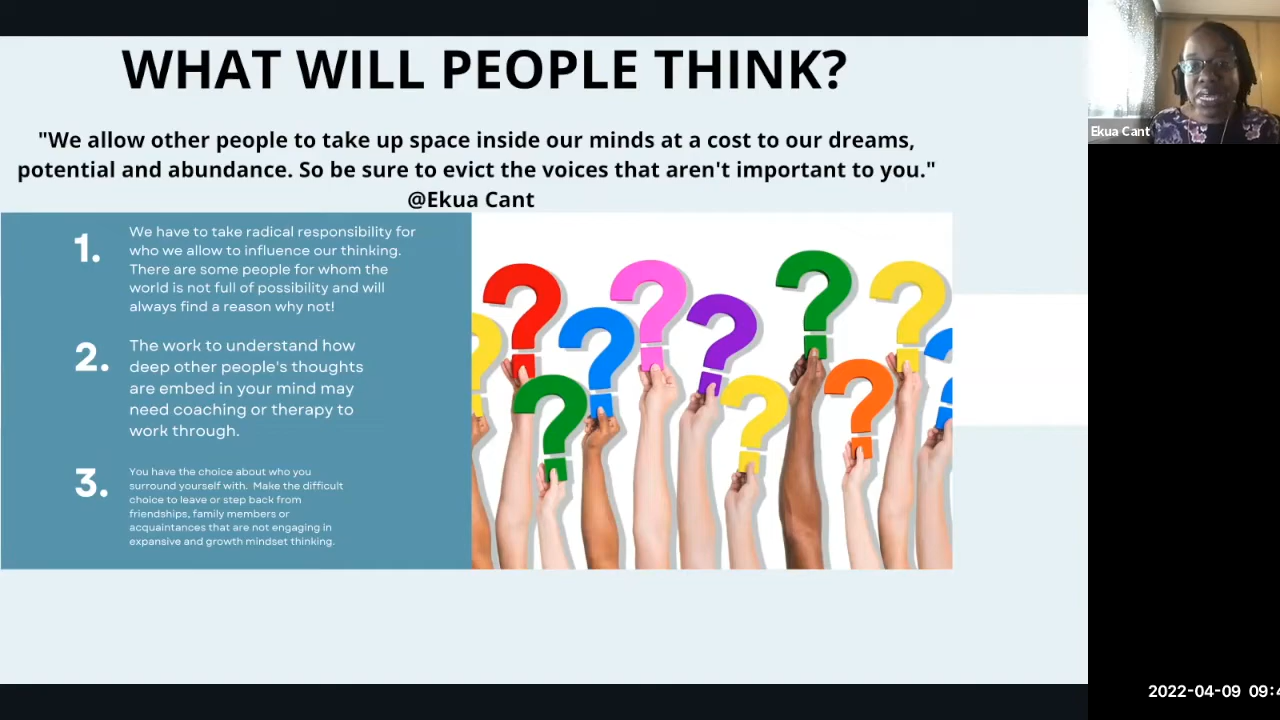 WHAT WILL PEOPLE THINK?
"We allow other people to take up space inside our minds at a cost to our dreams,
potential and abundance. So be sure to evict the voices that aren't important to you."
@Ekua Cant
1.
We have to take radical responsibility for
who we allow to influence our thinking.
There are some people for whom the
world is not full of possibility and will
always find a reason why not!
2.
The work to understand how
deep other people's thoughts
are embed in your mind may
need coaching or therapy to
work through.
3.
You have the choice about who you
surround yourself with. Make the difficult
choice to leave or step back from
friendships, family members or
acquaintances that are not engaging in
expansive and growth mindset thinking.
Ekua Cant
2022-04-09